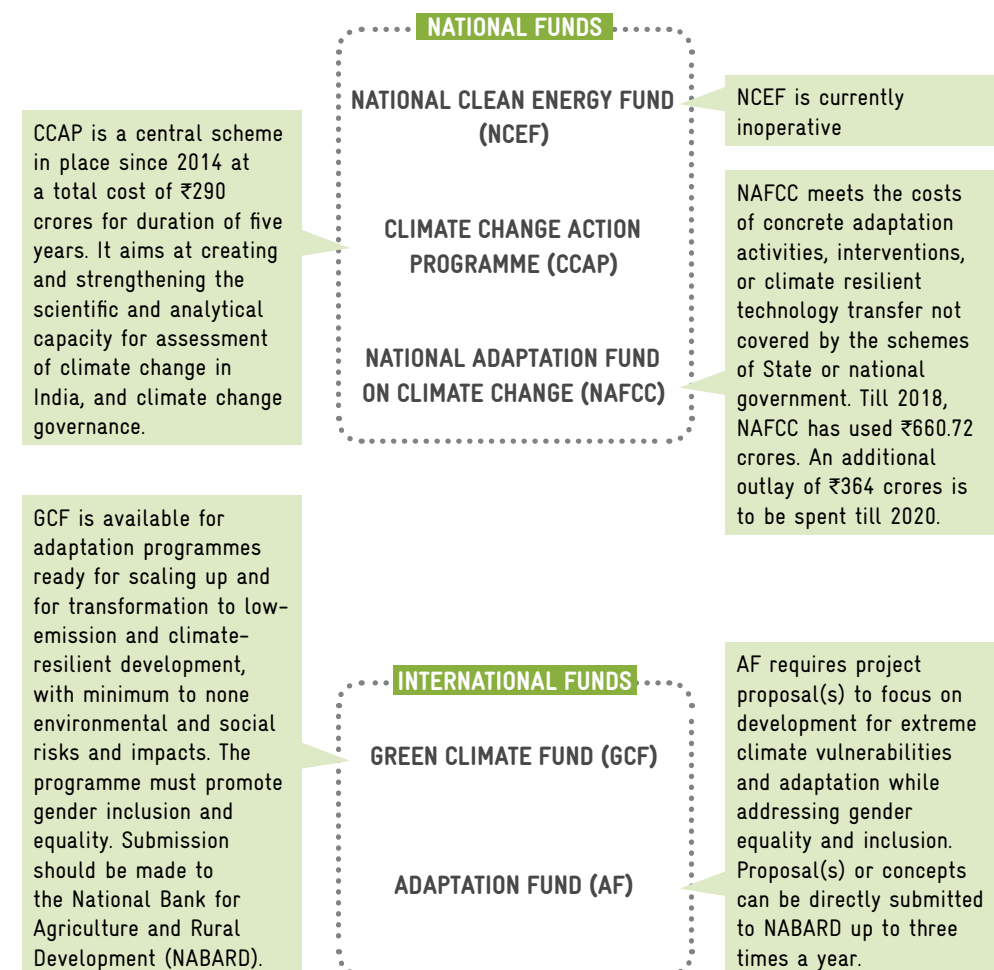 NATIONAL FUNDS
NATIONAL CLEAN ENERGY FUND
(NCEF)
NCEF is currently
inoperative
CCAP is a central scheme
in place since 2014 at
a total cost of ₹290
crores for duration of five
years. It aims at creating
and strengthening the
scientific and analytical
capacity for assessment
of climate change in
India, and climate change
governance.
CLIMATE CHANGE ACTION
PROGRAMME (CCAP)
NATIONAL ADAPTATION FUND
ON CLIMATE CHANGE (NAFCC)
NAFCC meets the costs
of concrete adaptation
activities, interventions,
or climate resilient
technology transfer not
covered by the schemes
of State or national
government. Till 2018,
NAFCC has used ₹660.72
crores. An additional
outlay of ₹364 crores is
to be spent till 2020.
INTERNATIONAL FUNDS
GCF is available for
adaptation programmes
ready for scaling up and
for transformation to low-
emission and climate-
resilient development,
with minimum to none
environmental and social
risks and impacts. The
programme must promote
gender inclusion and
equality. Submission
should be made to
the National Bank for
Agriculture and Rural
Development (NABARD).
GREEN CLIMATE FUND (GCF)
ADAPTATION FUND (AF)
AF requires project
proposal(s) to focus on
development for extreme
climate vulnerabilities
and adaptation while
addressing gender
equality and inclusion.
Proposal(s) or concepts
can be directly submitted
to NABARD up to three
times a year.